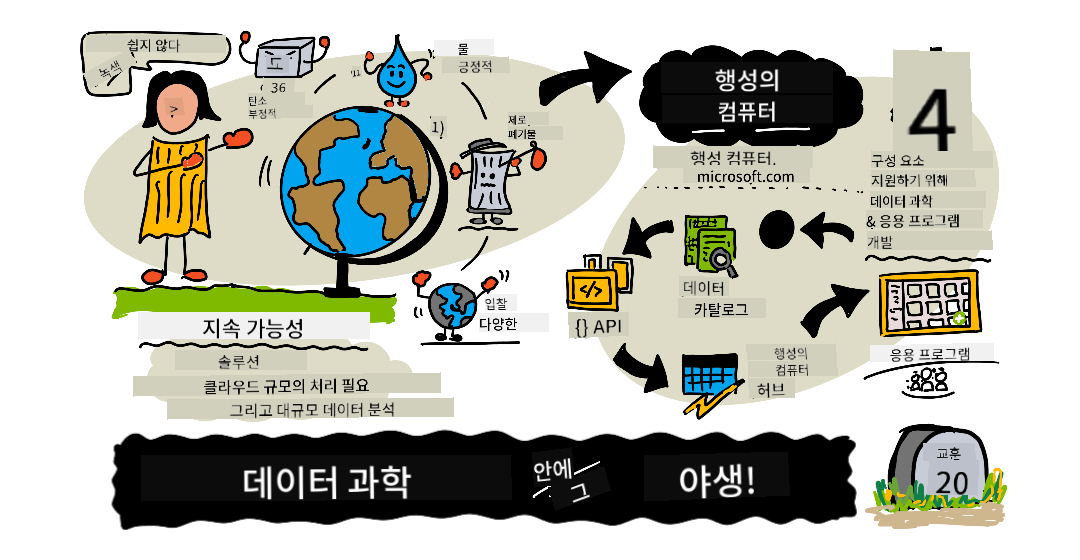 쉽지 않다
녹색
36
탄소
부정적
물
긍정적
1)
제로
폐기물
입찰
다양한
지속 가능성
솔루션
클라우드 규모의 처리 필요
그리고 대규모 데이터 분석
행성의
컴퓨터
행성 컴퓨터.
microsoft.com
4
구성 요소
지원하기 위해
데이터 과학
& 응용 프로그램
개발
데이터
카탈로그
</>
{} API
행성의
컴퓨터
허브
응용 프로그램
데이터 과학
안에
그
야생!
교훈
20